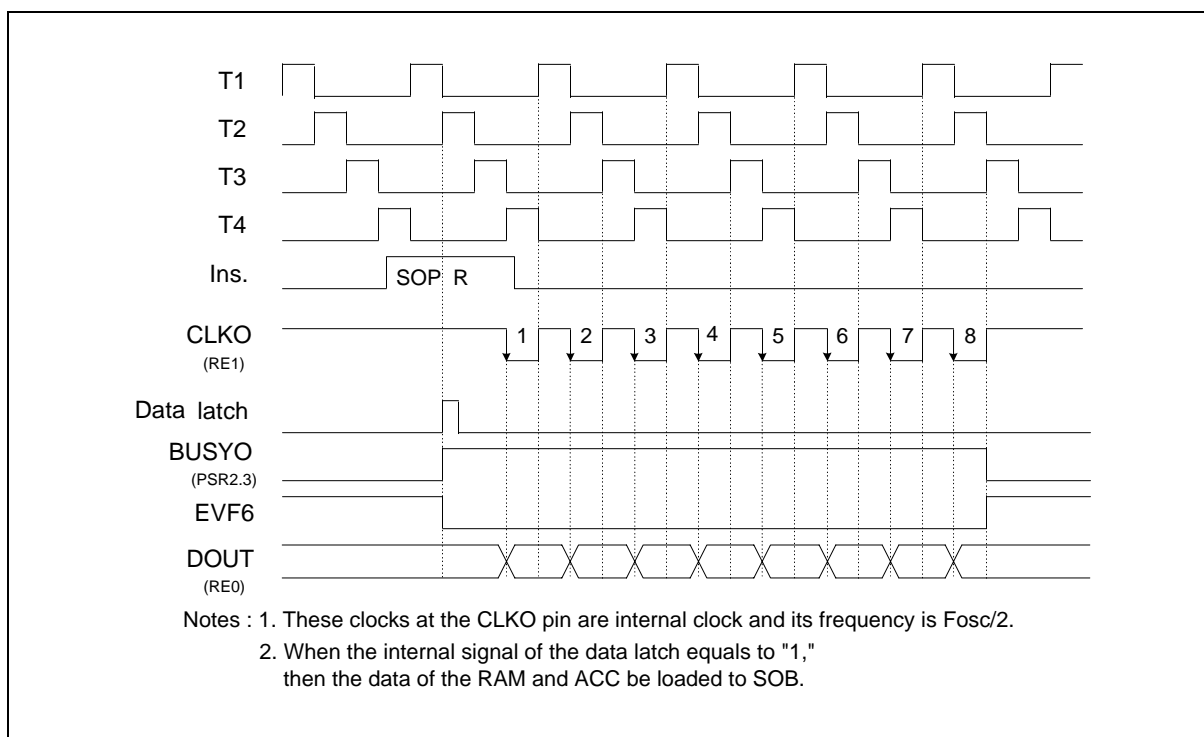 T1
T2
T3
T4
Ins.
SOP R
CLKO
1 2 3 4 5 6 7 8
(RE1)
Data latch
BUSYO
(PSR2.3)
EVF6
DOUT
(RE0)
Notes : 1. These clocks at the CLKO pin are internal clock and its frequency is Fosc/2.
2. When the internal signal of the data latch equals to "1,"
then the data of the RAM and ACC be loaded to SOB.